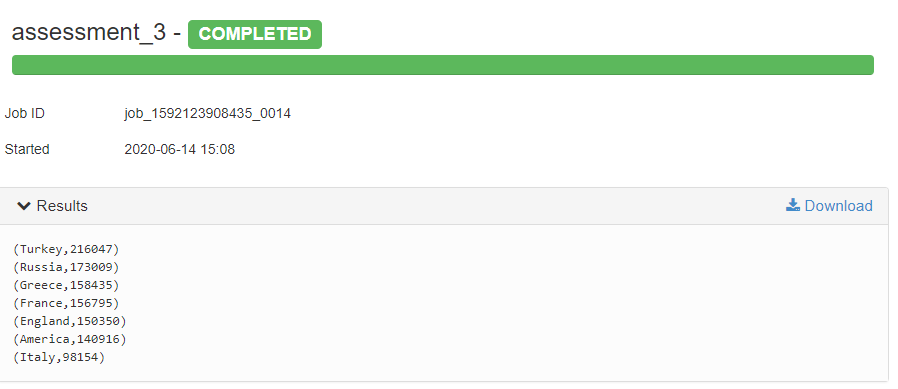 assessment_3 - COMPLETED
Job ID job_1592123908435_0014
Started 2020-06-14 15:08
Results Download
(Turkey,216047)
(Russia,173009)
(Greece,158435)
(France,156795)
(England,150350)
(America,140916)
(Italy,98154)